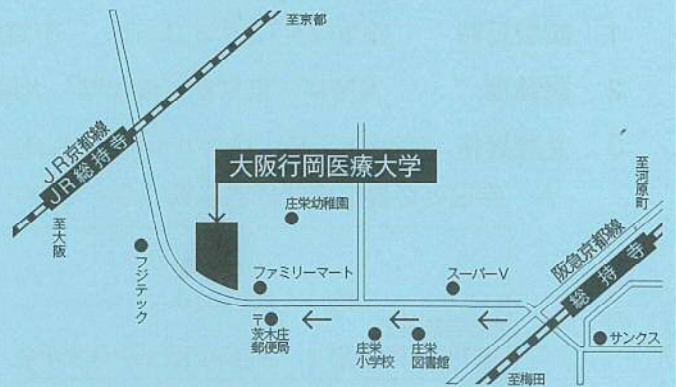 至京都
JR京都線
JR総持寺
至大阪
大阪行岡医療大学
至河原町
庄栄幼稚園
阪急京都線
総持寺
フジテック
ファミリーマート
スーパーV
〒
茨木庄
郵便局
庄栄
小学校
庄栄
図書館
サンクス
至梅田